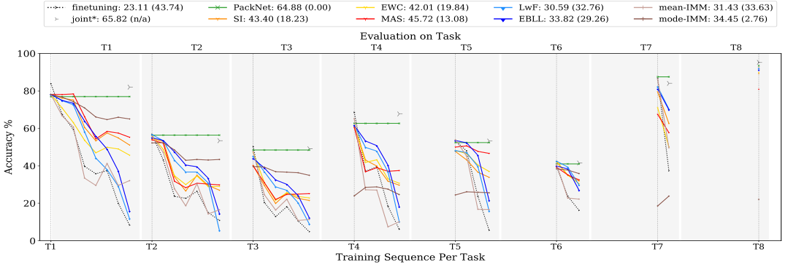 finetuning: 23.11 (43.74) PackNet: 64.88 (0.00) EWC: 42.01 (19.84) LwF: 30.59 (32.76) mean-IMM: 31.43 (33.63)
joint*: 65.82 (n/a) SI: 43.40 (18.23) MAS: 45.72 (13.08) EBLL: 33.82 (29.26) mode-IMM: 34.45 (2.76)
Evaluation on Task
T1 T2 T3 T4 T5 T6 T7 T8
100
80
60
40
20
0
Accuracy %
T1 T2 T3 T4 T5 T6 T7 T8
Training Sequence Per Task